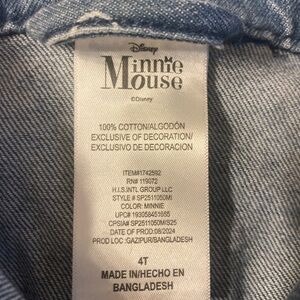 Disney
Minnie
Mouse
©Disney
100% COTTON/ALGODÓN
EXCLUSIVE OF DECORATION/
EXCLUSIVO DE DECORACION
ITEM#1742592
RN# 119072
H.I.S. INTL GROUP LLC
STYLE # SP2511050MI
COLOR: MINNIE
UPC# 193058451685
CPSIA# SP2511050MIS25
DATE OF PROD:08/2024
PROD LOC :GAZIPUR/BANGLADESH
4T
MADE IN/HECHO EN
BANGLADESH